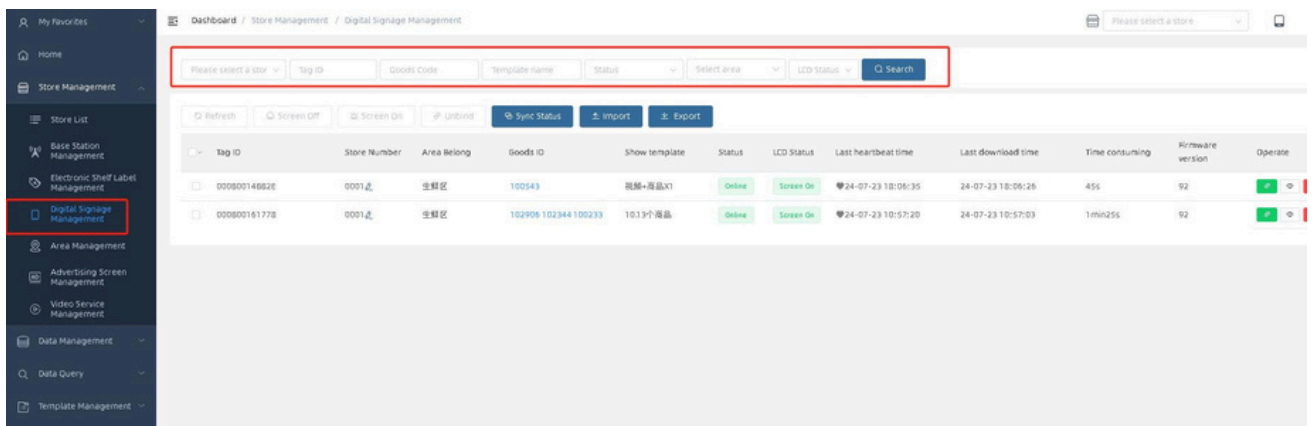 My Favorites
Dashboard / Store Management / Digital Signage Management
Please select a store
Home
Please select a stor
Tag ID
Goods Code
Template name
Status
Select area
LCD Status
Search
Store Management
Refresh
Screen Off
Screen On
Unbind
Sync Status
Import
Export
Store List
Base Station
Management
Electronic Shelf Label
Management
Digital Signage
Management
Area Management
Advertising Screen
Management
Video Service
Management
Data Management
Data Query
Template Management
Tag ID Store Number Area Belong Goods ID Show template Status LCD Status Last heartbeat time Last download time Time consuming Firmware version Operate
00080014882E 0001 生鲜区 100543 视频+商品X1 Online Screen On 24-07-23 18:06:35 24-07-23 18:06:26 45s 92
000800161778 0001 生鲜区 102906 102344 100233 10.13个商品 Online Screen On 24-07-23 10:57:20 24-07-23 10:57:03 1min25s 92